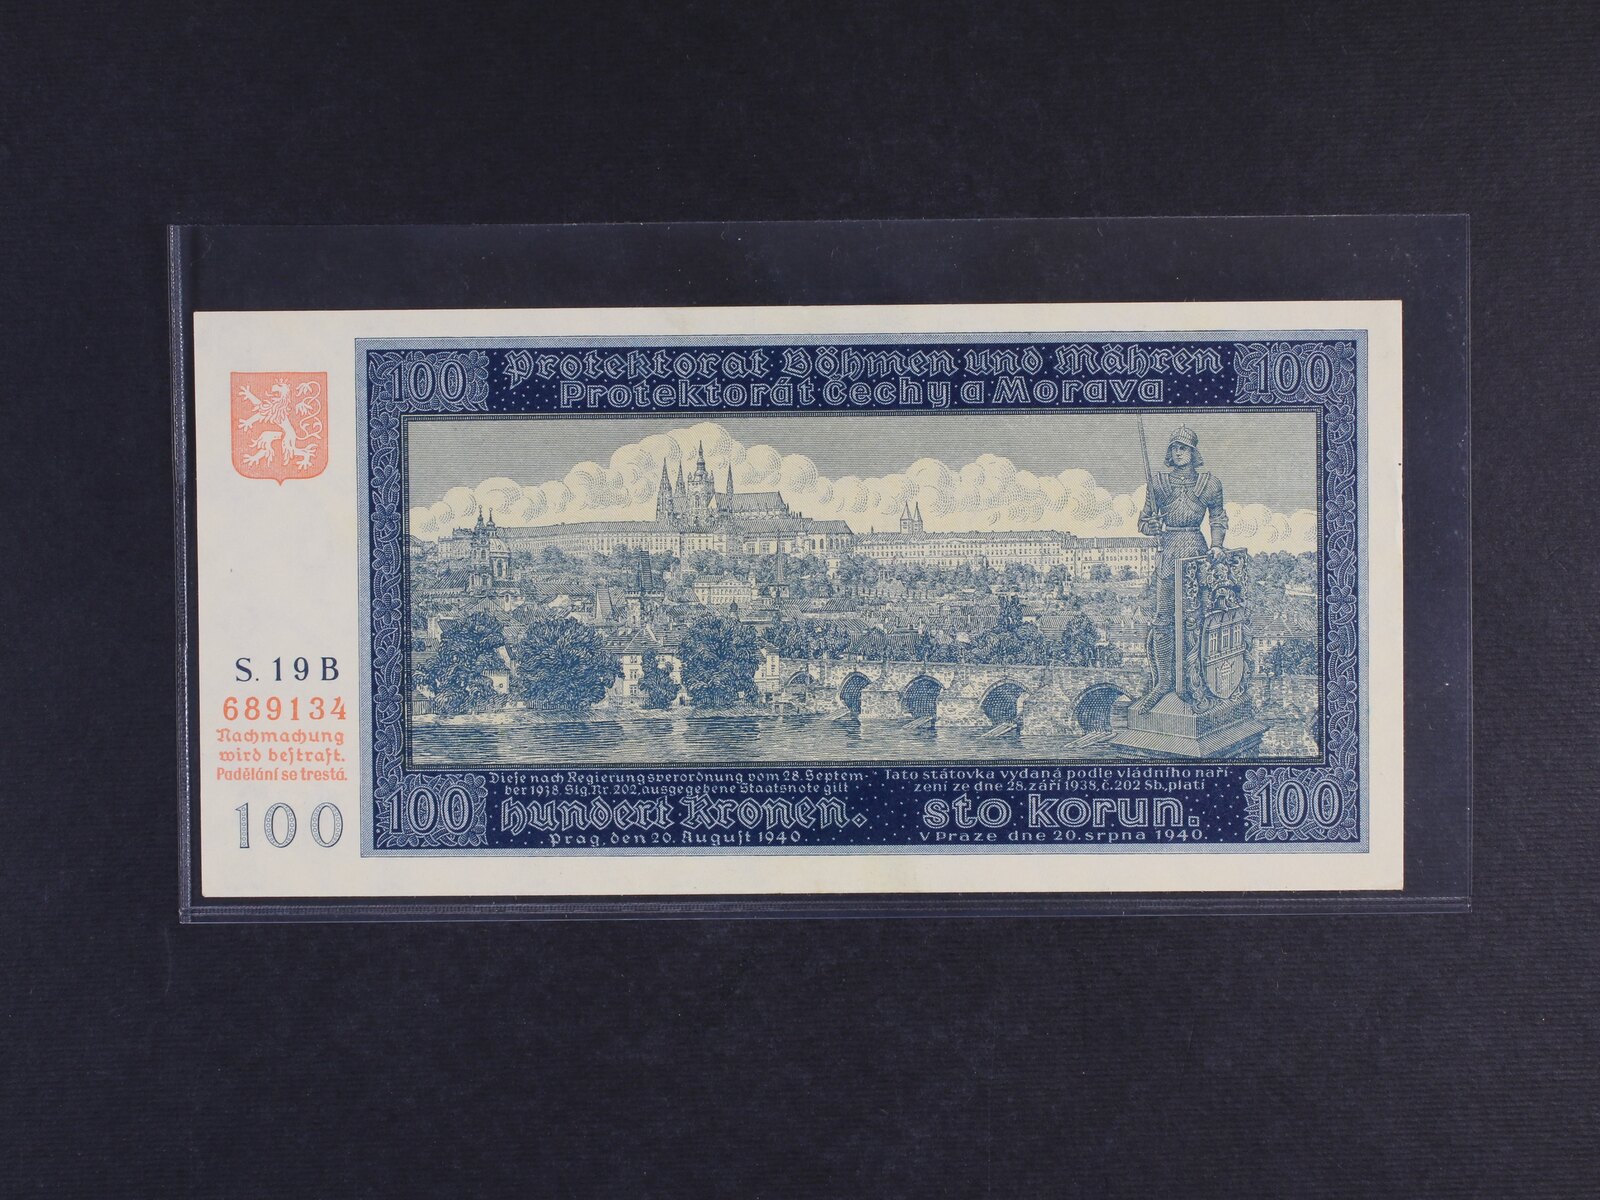 100
Protektorat Böhmen und Mähren
100
Protektorát Čechy a Morava
S. 19 B
689134
Nachmachung
wird bestraft.
Padělání se trestá.
100
100
Diese nach Regierungsverordnung vom 28. Septem-
ber 1938, Slg. Nr. 202, ausgegebene Staatsnote gilt
hundert Kronen.
Prag, den 20. August 1940.
Tato státovka vydaná podle vládního naří-
zení ze dne 28. září 1938, č. 202 Sb., platí
sto korun.
V Praze dne 20. srpna 1940.
100